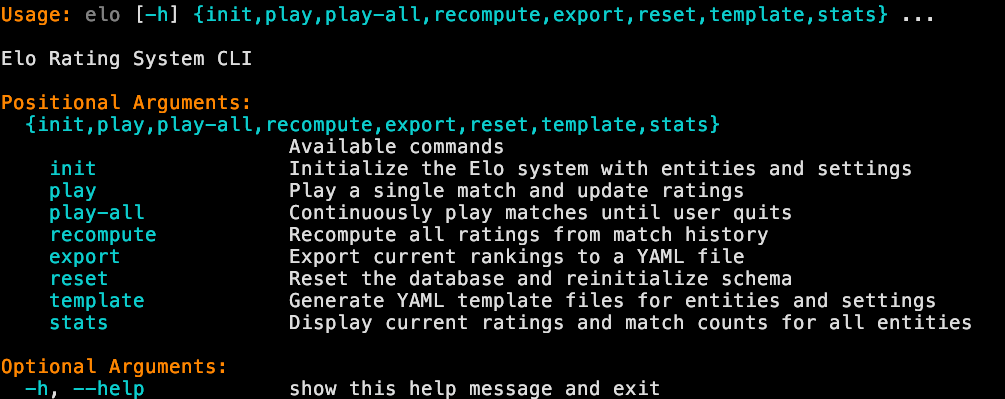 Usage: elo [-h] {init,play,play-all,recompute,export,reset,template,stats} ...
Elo Rating System CLI
Positional Arguments:
{init,play,play-all,recompute,export,reset,template,stats}
Available commands
init Initialize the Elo system with entities and settings
play Play a single match and update ratings
play-all Continuously play matches until user quits
recompute Recompute all ratings from match history
export Export current rankings to a YAML file
reset Reset the database and reinitialize schema
template Generate YAML template files for entities and settings
stats Display current ratings and match counts for all entities
Optional Arguments:
-h, --help show this help message and exit